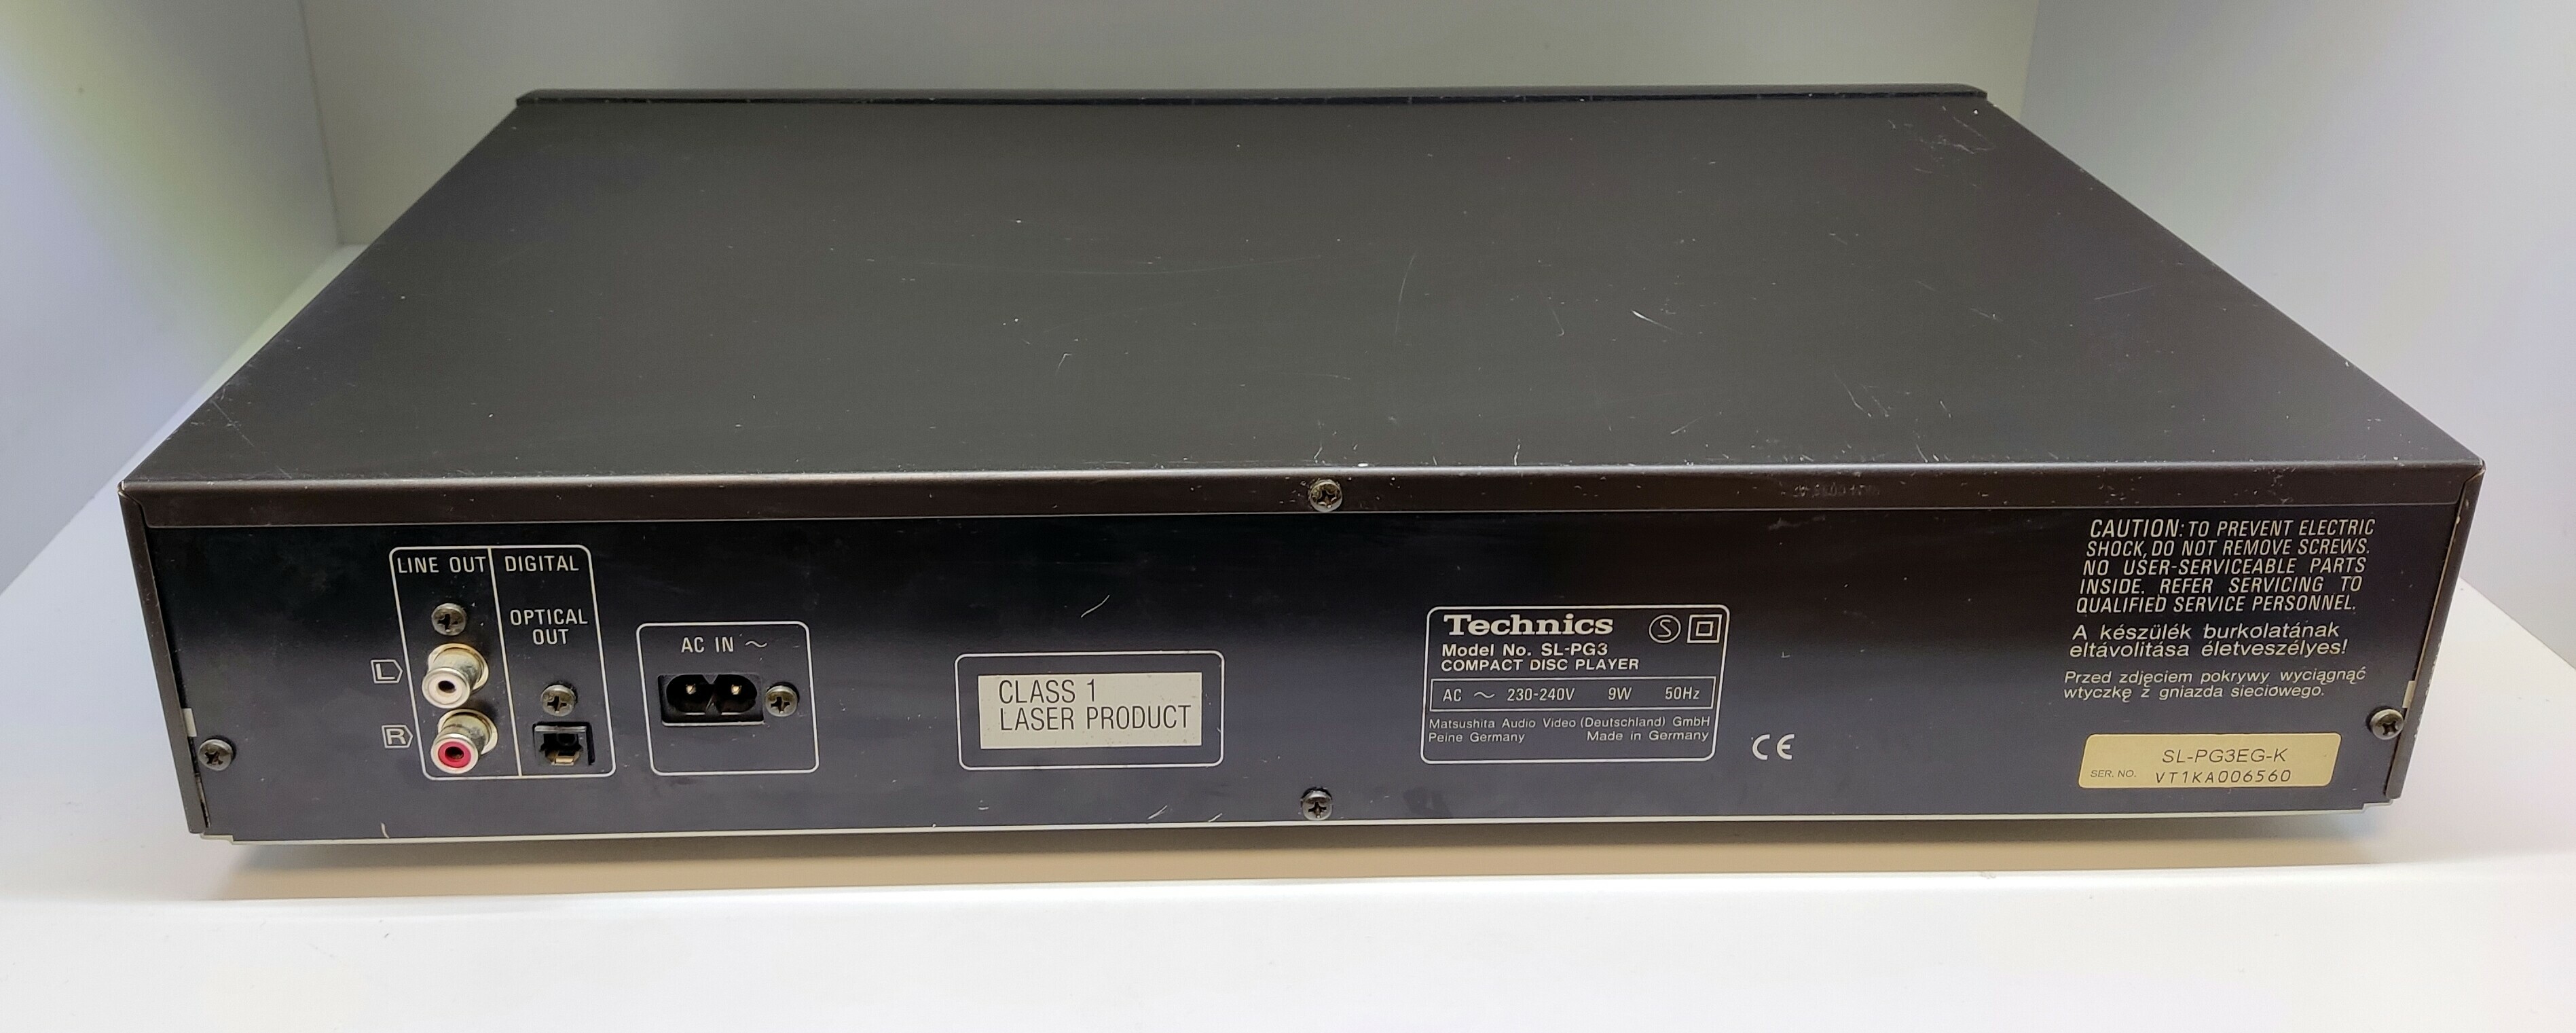 LINE OUT
DIGITAL
OPTICAL
OUT
L
R
AC IN ~
CLASS 1
LASER PRODUCT
Technics
S
Model No. SL-PG3
COMPACT DISC PLAYER
AC ~ 230-240V 9W 50Hz
Matsushita Audio Video (Deutschland) GmbH
Peine Germany Made in Germany
CE
CAUTION: TO PREVENT ELECTRIC
SHOCK, DO NOT REMOVE SCREWS.
NO USER-SERVICEABLE PARTS
INSIDE. REFER SERVICING TO
QUALIFIED SERVICE PERSONNEL.
A készülék burkolatának
eltávolitása életveszélyes!
Przed zdjęciem pokrywy wyciągnąć
wtyczkę z gniazda sieciowego.
SL-PG3EG-K
SER. NO. VT1KA006560